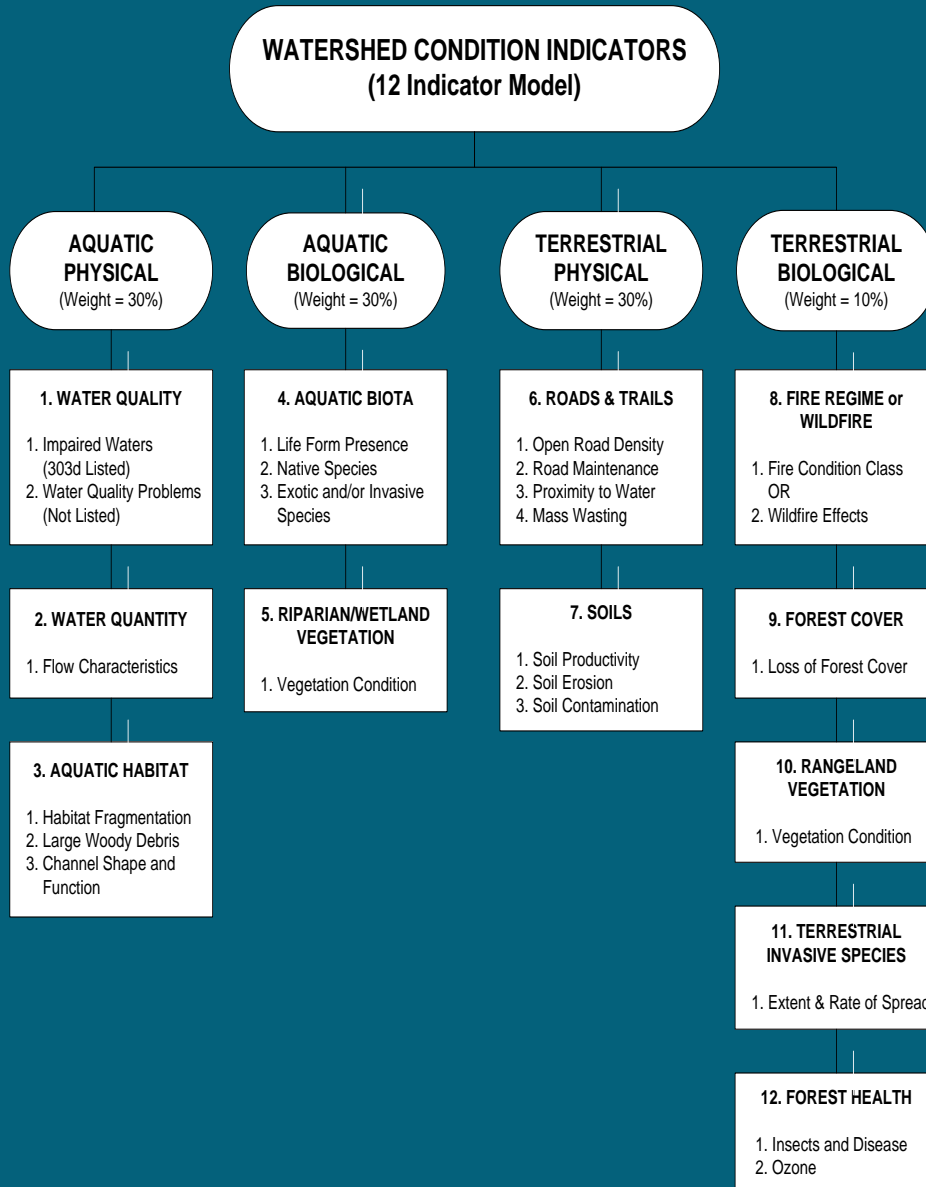 WATERSHED CONDITION INDICATORS
(12 Indicator Model)
AQUATIC
PHYSICAL
(Weight = 30%)
AQUATIC
BIOLOGICAL
(Weight = 30%)
TERRESTRIAL
PHYSICAL
(Weight = 30%)
TERRESTRIAL
BIOLOGICAL
(Weight = 10%)
1. WATER QUALITY
1. Impaired Waters
(303d Listed)
2. Water Quality Problems
(Not Listed)
2. WATER QUANTITY
1. Flow Characteristics
3. AQUATIC HABITAT
1. Habitat Fragmentation
2. Large Woody Debris
3. Channel Shape and
Function
4. AQUATIC BIOTA
1. Life Form Presence
2. Native Species
3. Exotic and/or Invasive
Species
5. RIPARIAN/WETLAND
VEGETATION
1. Vegetation Condition
6. ROADS & TRAILS
1. Open Road Density
2. Road Maintenance
3. Proximity to Water
4. Mass Wasting
7. SOILS
1. Soil Productivity
2. Soil Erosion
3. Soil Contamination
8. FIRE REGIME or
WILDFIRE
1. Fire Condition Class
OR
2. Wildfire Effects
9. FOREST COVER
1. Loss of Forest Cover
10. RANGELAND
VEGETATION
1. Vegetation Condition
11. TERRESTRIAL
INVASIVE SPECIES
1. Extent & Rate of Spread
12. FOREST HEALTH
1. Insects and Disease
2. Ozone